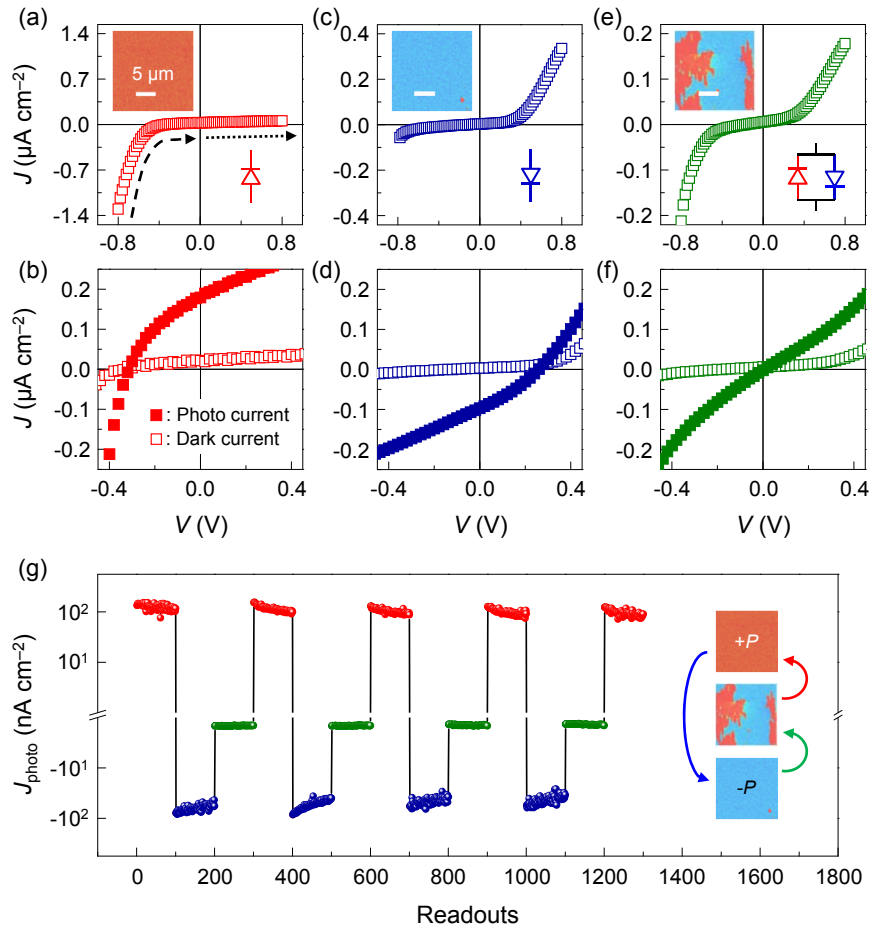 (a) (c) (e)
1.4 0.4 0.2
5 µm
0.7 0.2 0.1
0.0 0.0 0.0
J (µA cm–2)
-0.7 -0.2 -0.1
-1.4 -0.4 -0.2
-0.8 0.0 0.8 -0.8 0.0 0.8 -0.8 0.0 0.8
(b) (d) (f)
0.2 0.2 0.2
0.1 0.1 0.1
0.0 0.0 0.0
J (µA cm–2)
-0.1 -0.1 -0.1
: Photo current
: Dark current
-0.2 -0.2 -0.2
-0.4 0.0 0.4 -0.4 0.0 0.4 -0.4 0.0 0.4
V (V) V (V) V (V)
(g)
10²
10¹
Jphoto (nA cm–2)
-10¹
-10²
+P
-P
0 200 400 600 800 1000 1200 1400 1600 1800
Readouts